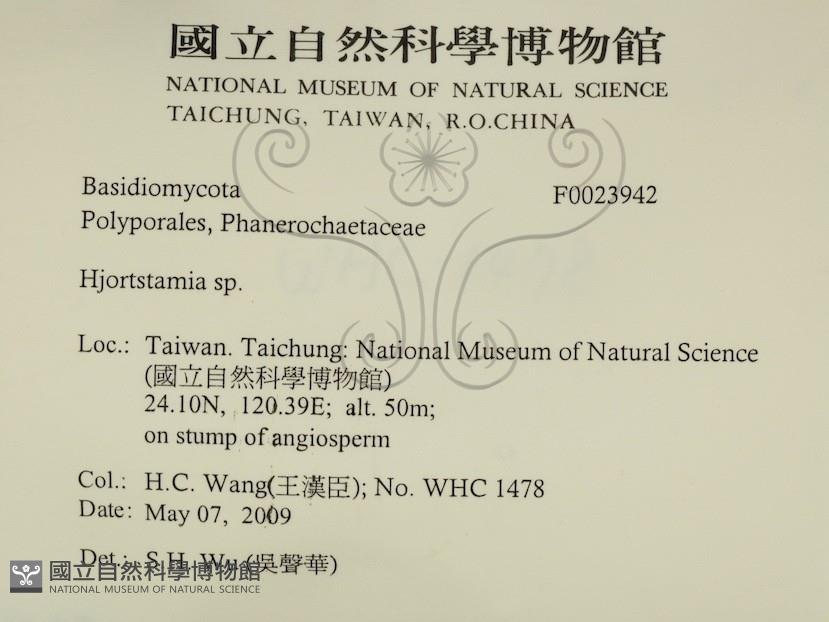 國立自然科學博物館
NATIONAL MUSEUM OF NATURAL SCIENCE
TAICHUNG, TAIWAN, R.O.CHINA
Basidiomycota F0023942
Polyporales, Phanerochaetaceae
Hjortstamia sp.
Loc.: Taiwan. Taichung: National Museum of Natural Science
(國立自然科學博物館)
24.10N, 120.39E; alt. 50m;
on stump of angiosperm
Col.: H.C. Wang(王漢臣); No. WHC 1478
Date: May 07, 2009
Det.: S.H. Wu (吳聲華)
國立自然科學博物館
NATIONAL MUSEUM OF NATURAL SCIENCE